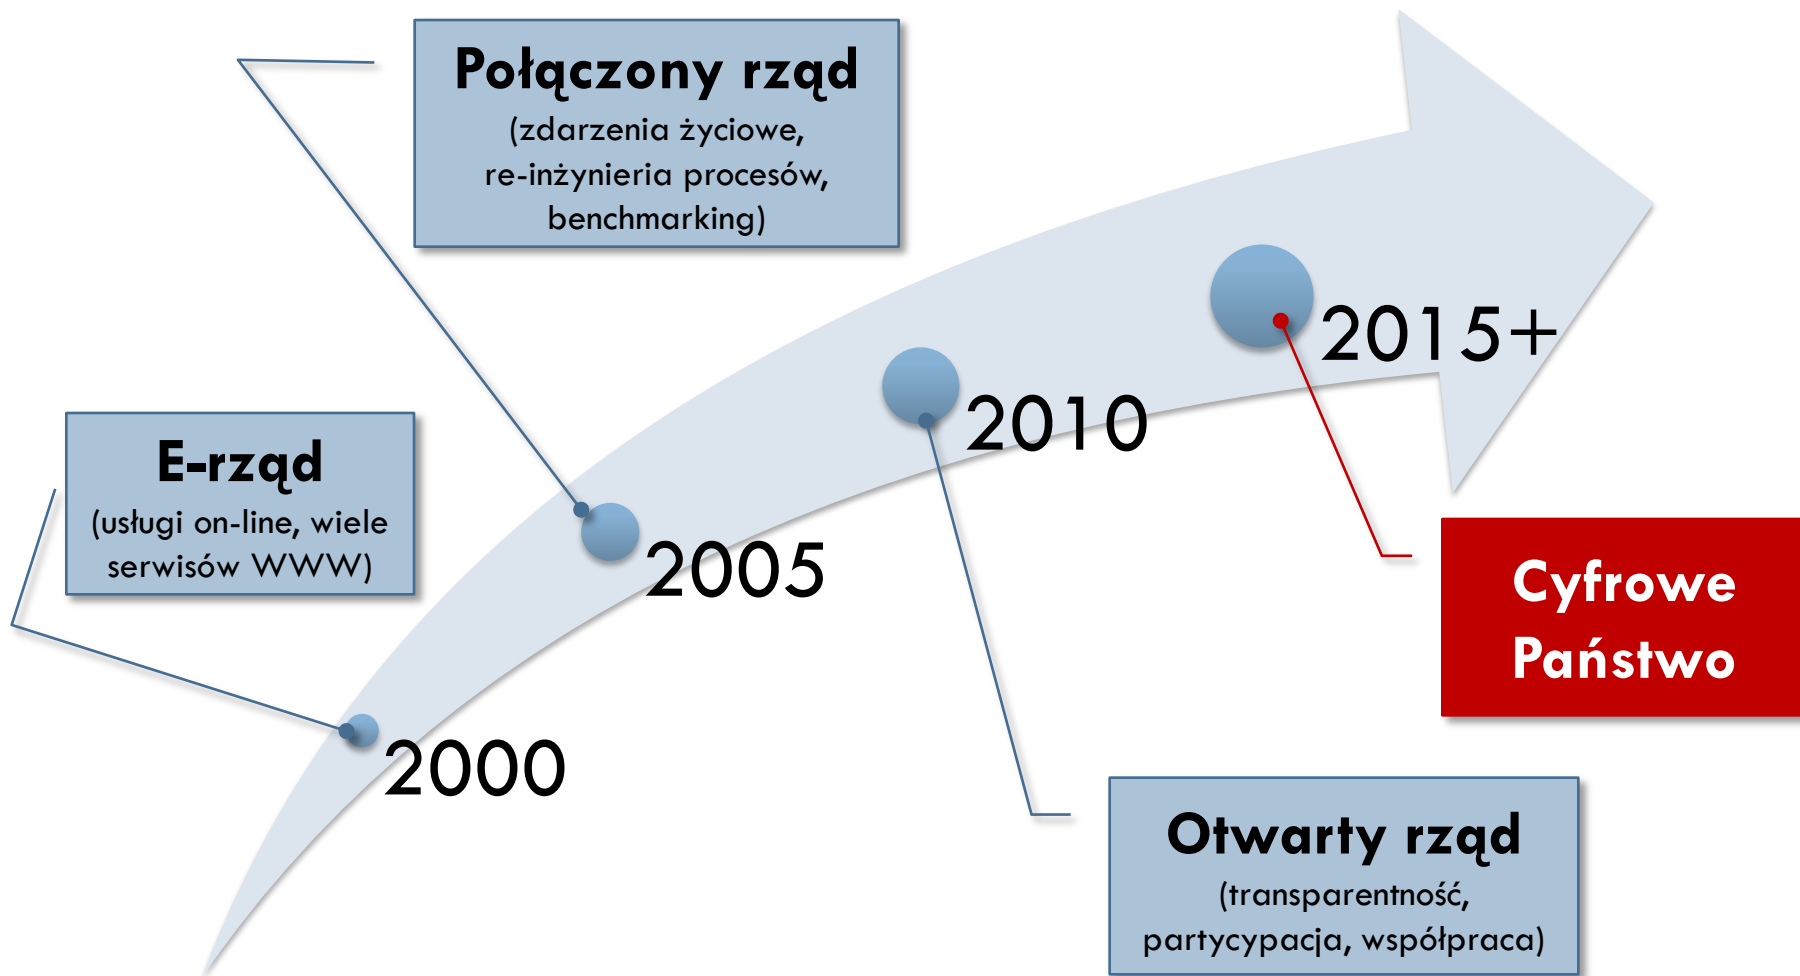 Połączony rząd
(zdarzenia życiowe,
re-inżynieria procesów,
benchmarking)
2015+
2010
E-rząd
(usługi on-line, wiele
serwisów WWW)
2005
Cyfrowe
Państwo
2000
Otwarty rząd
(transparentność,
partycypacja, współpraca)